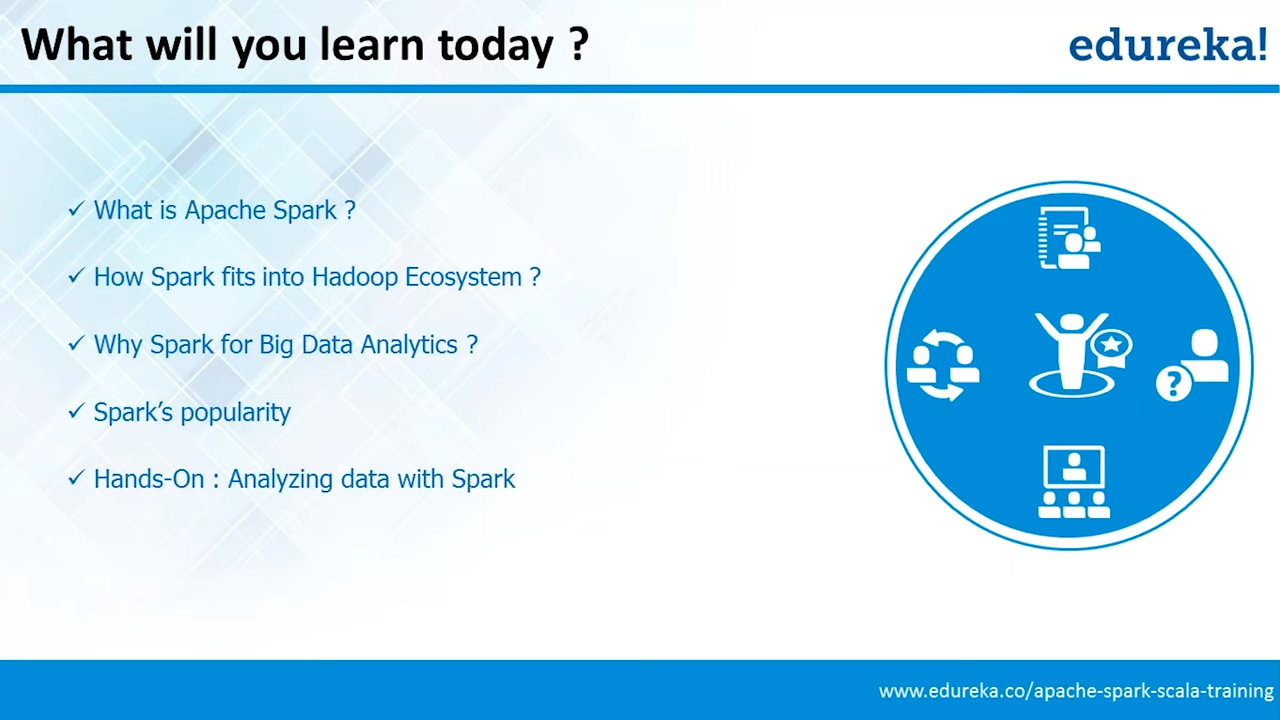 What will you learn today ?
edureka!
✓ What is Apache Spark ?
✓ How Spark fits into Hadoop Ecosystem ?
✓ Why Spark for Big Data Analytics ?
✓ Spark’s popularity
✓ Hands-On : Analyzing data with Spark
?
www.edureka.co/apache-spark-scala-training